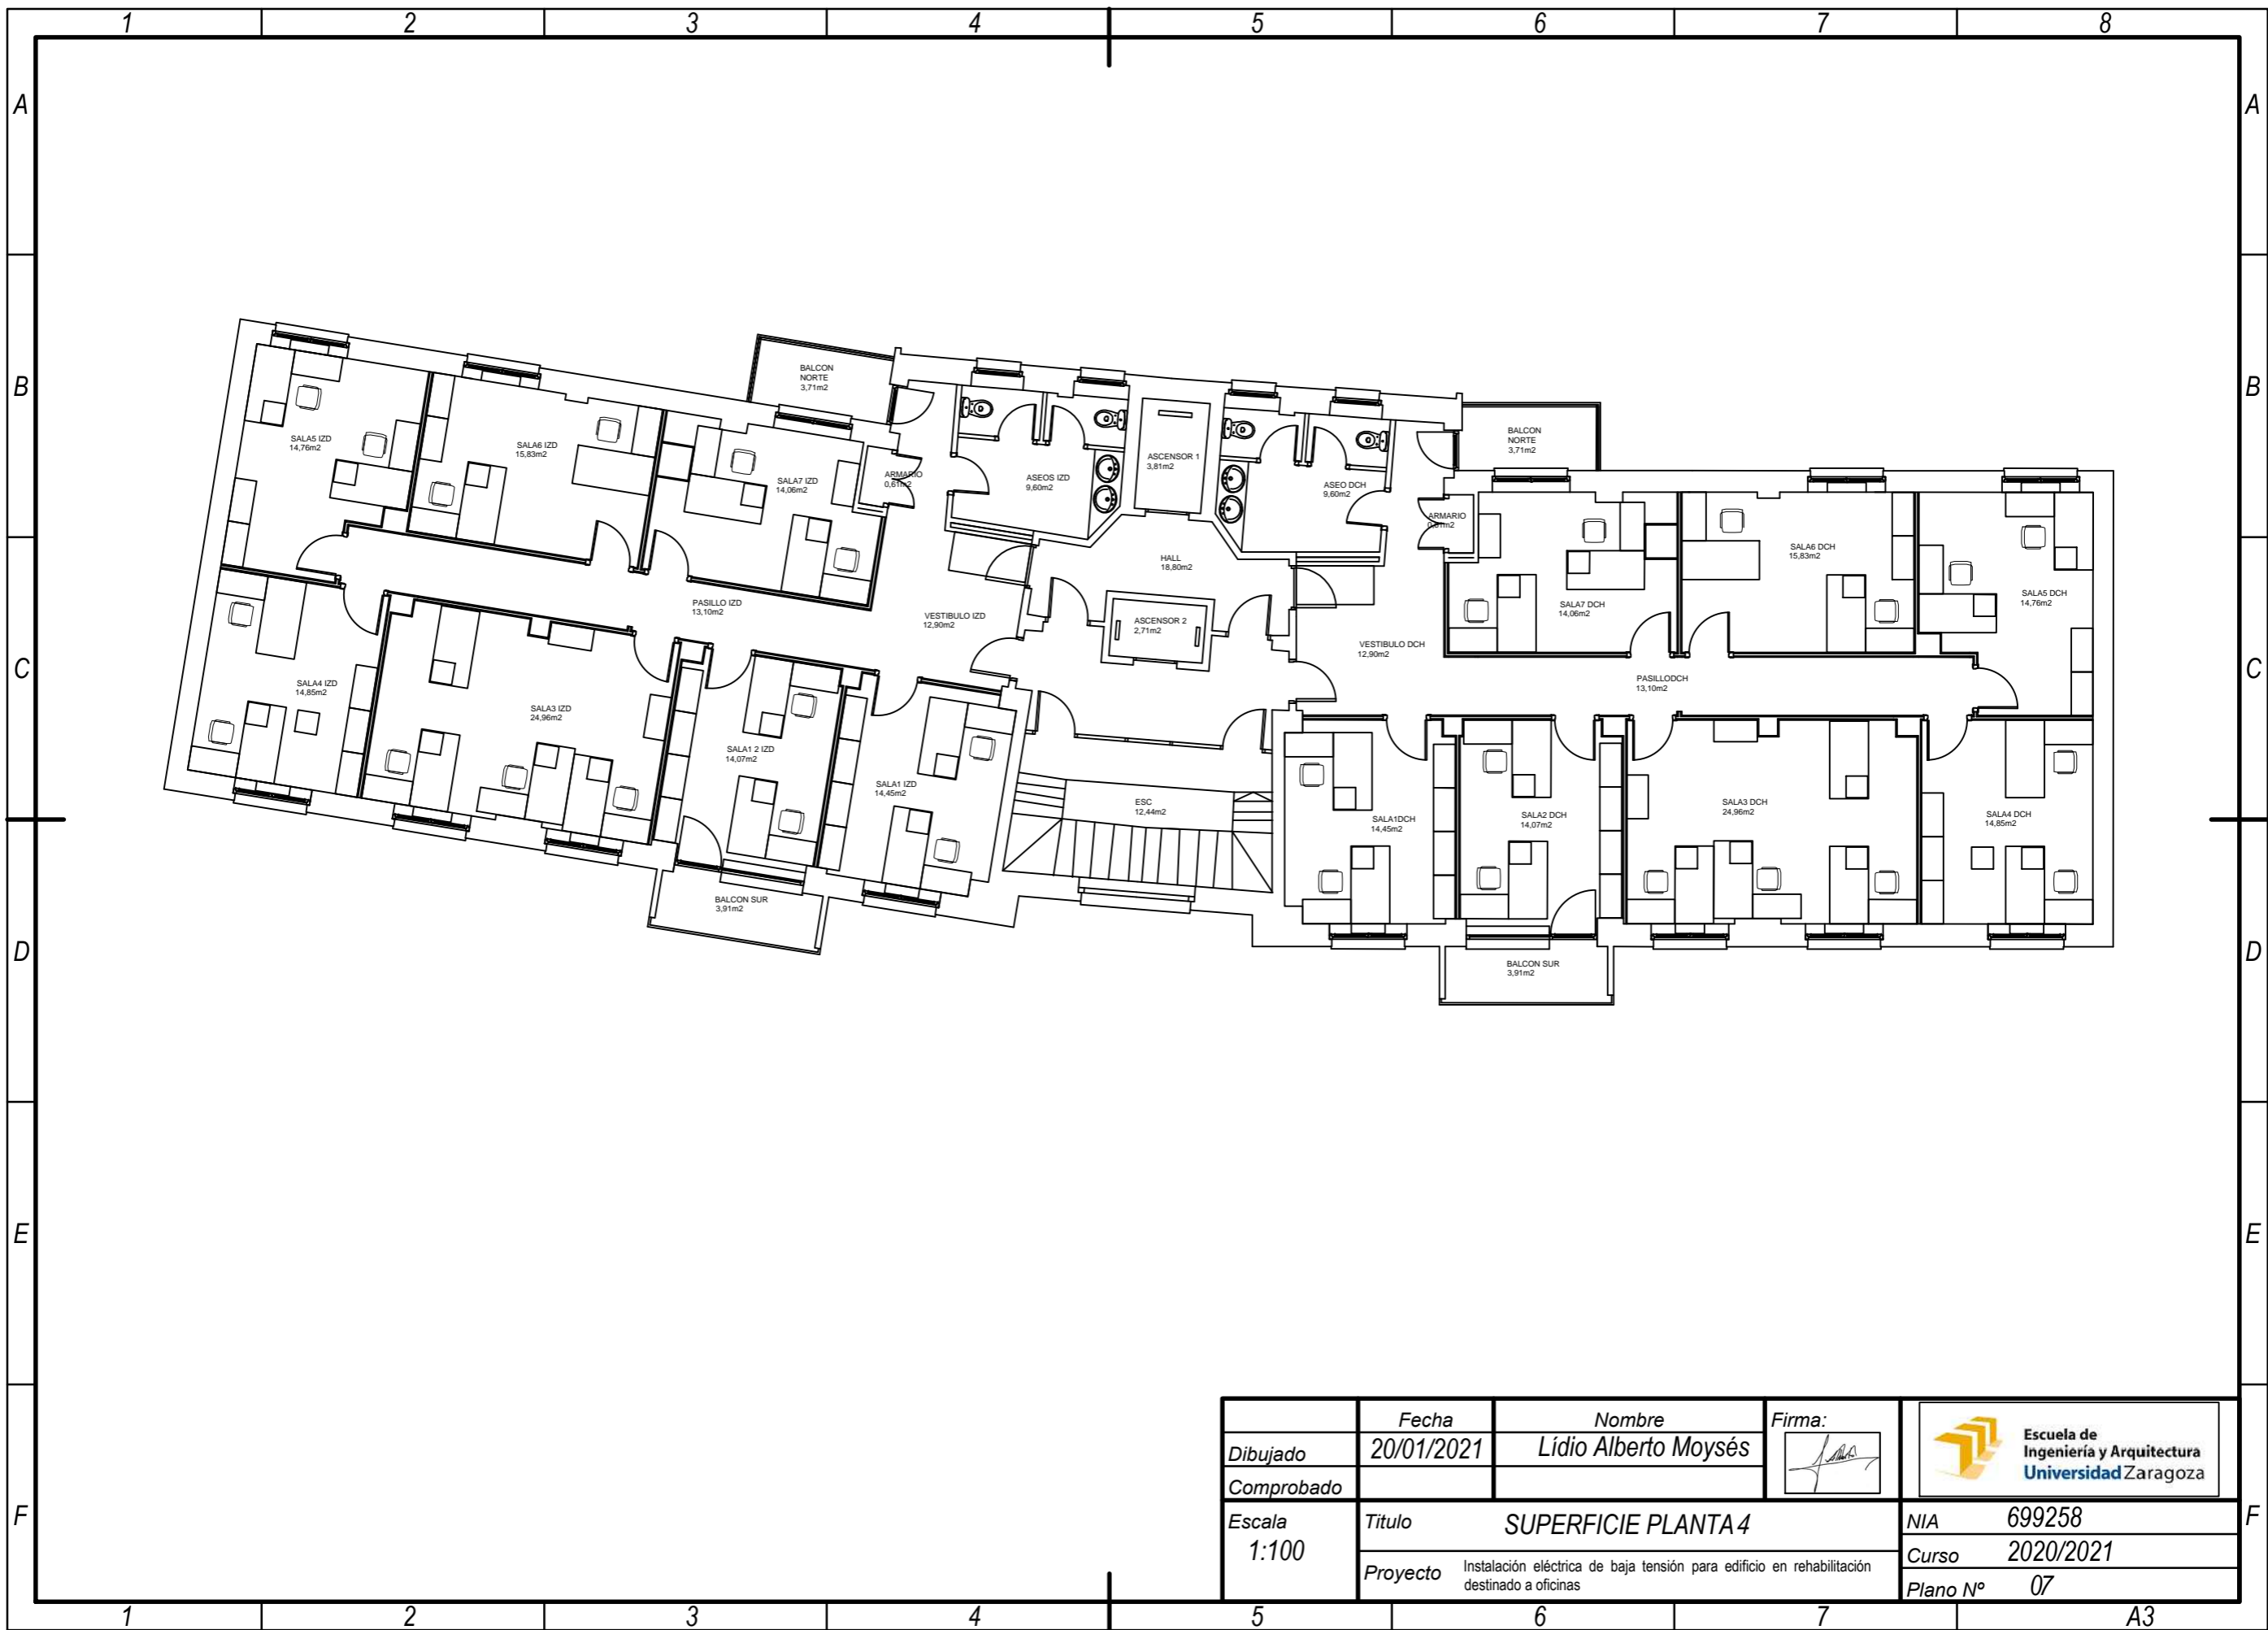 1 2 3 4 5 6 7 8
A A
B B
C C
D D
E E
F F
SALA5 IZD
14,76m2
SALA6 IZD
15,83m2
BALCON
NORTE
3,71m2
SALA7 IZD
14,06m2
ARMARIO
0,61m2
ASEOS IZD
9,60m2
ASCENSOR 1
3,81m2
ASEO DCH
9,60m2
BALCON
NORTE
3,71m2
ARMARIO
0,61m2
SALA7 DCH
14,06m2
SALA6 DCH
15,83m2
SALA5 DCH
14,76m2
HALL
18,80m2
PASILLO IZD
13,10m2
VESTIBULO IZD
12,90m2
ASCENSOR 2
2,71m2
VESTIBULO DCH
12,90m2
PASILLODCH
13,10m2
SALA4 IZD
14,85m2
SALA3 IZD
24,96m2
SALA1 2 IZD
14,07m2
SALA1 IZD
14,45m2
ESC
12,44m2
SALA1DCH
14,45m2
SALA2 DCH
14,07m2
SALA3 DCH
24,96m2
SALA4 DCH
14,85m2
BALCON SUR
3,91m2
BALCON SUR
3,91m2
Fecha Nombre Firma:
Dibujado 20/01/2021 Lídio Alberto Moysés
Comprobado
Escuela de
Ingeniería y Arquitectura
Universidad Zaragoza
Escala
1:100
Titulo SUPERFICIE PLANTA 4
Proyecto Instalación eléctrica de baja tensión para edificio en rehabilitación
destinado a oficinas
NIA 699258
Curso 2020/2021
Plano Nº 07
1 2 3 4 5 6 7 A3